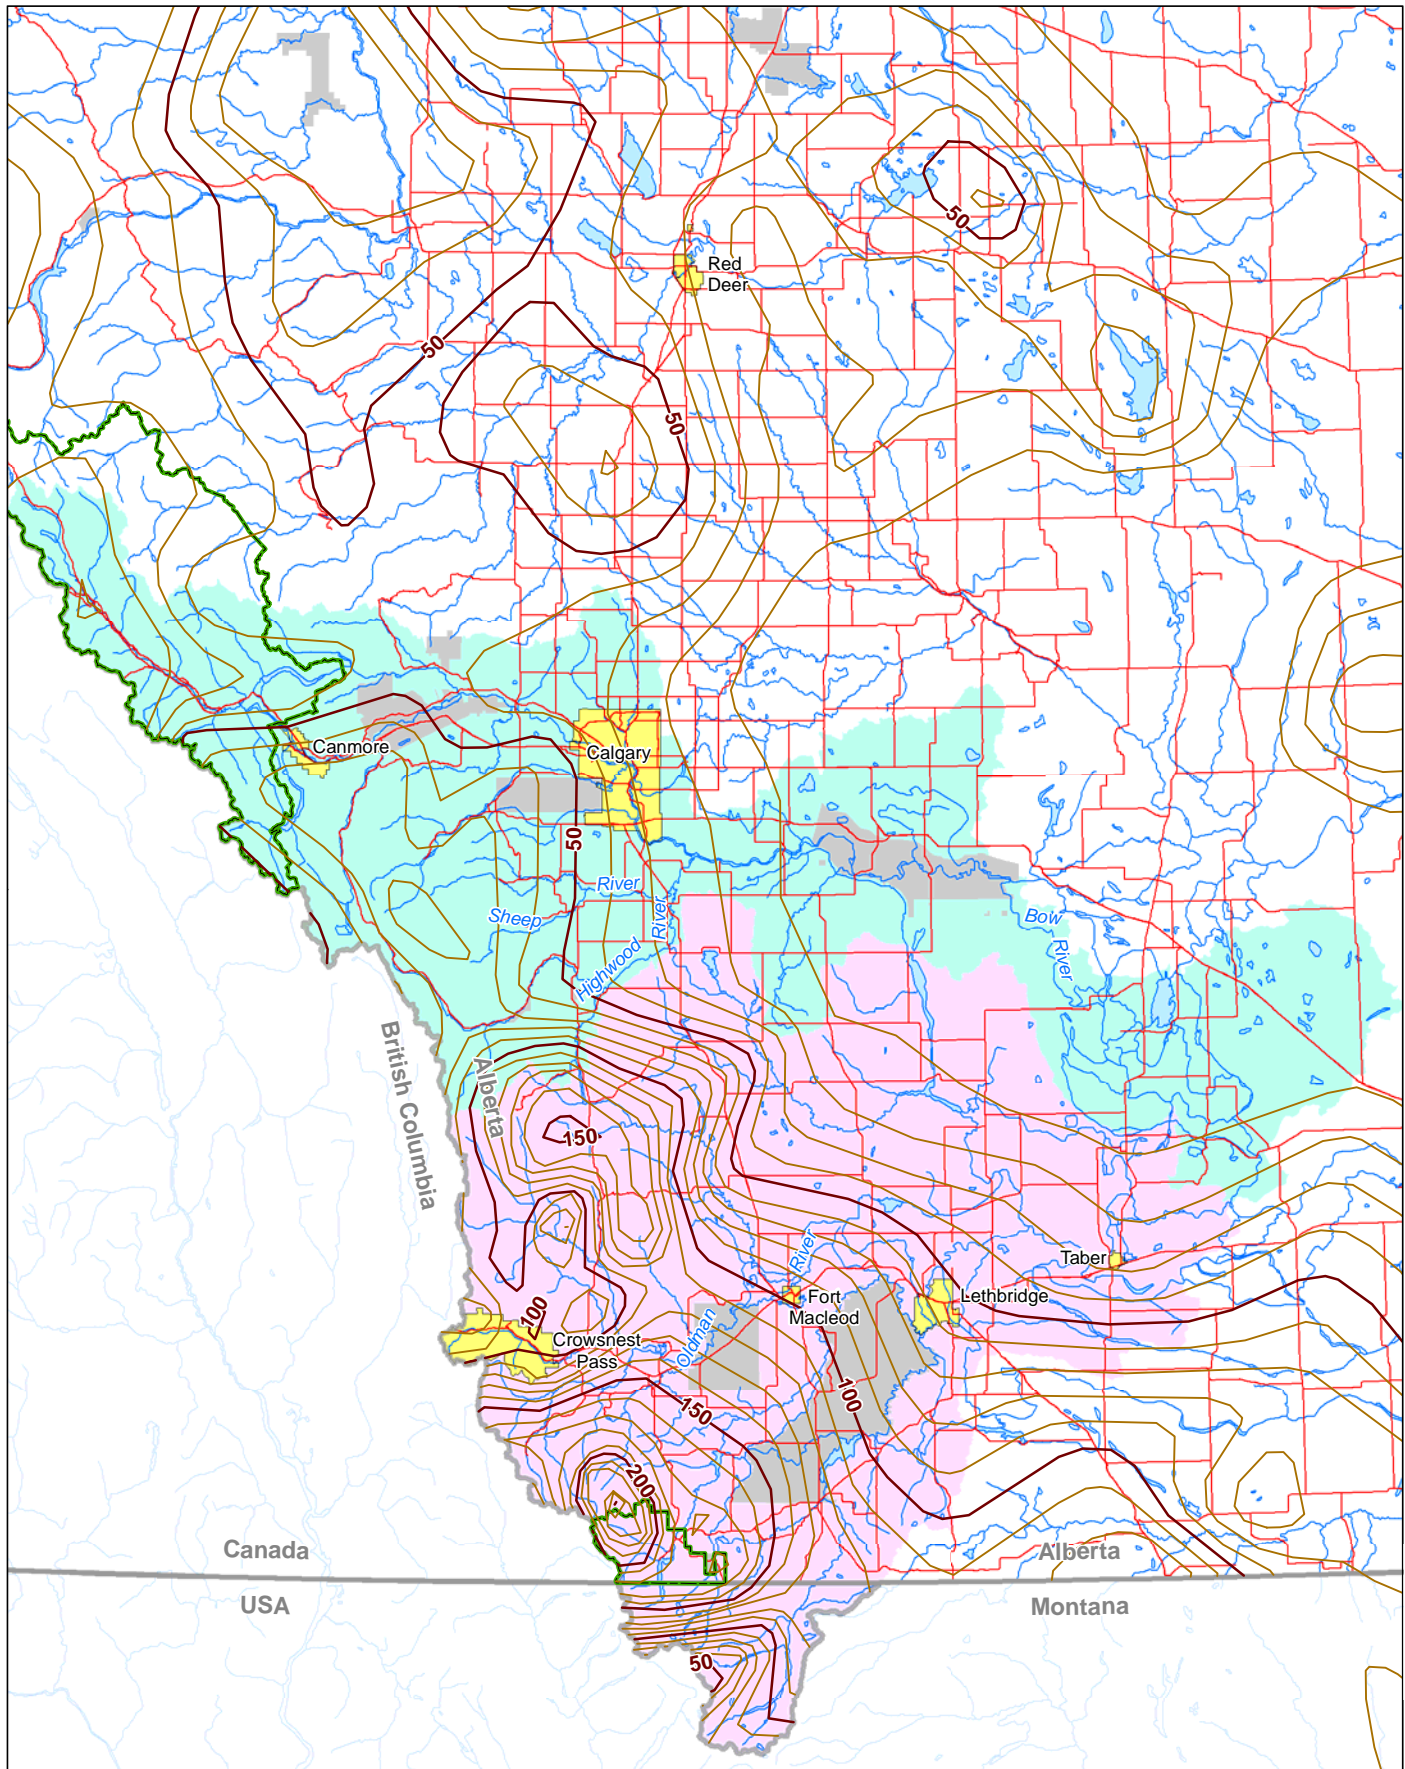 50
Red
Deer
50
50
Canmore
Calgary
50
River
Sheep
River
Highwood
Bow
River
British Columbia
Alberta
150
River
Taber
Lethbridge
Fort
Macleod
100
Crowsnest
Pass
Oldman
100
150
200
Canada
Alberta
USA
Montana
50